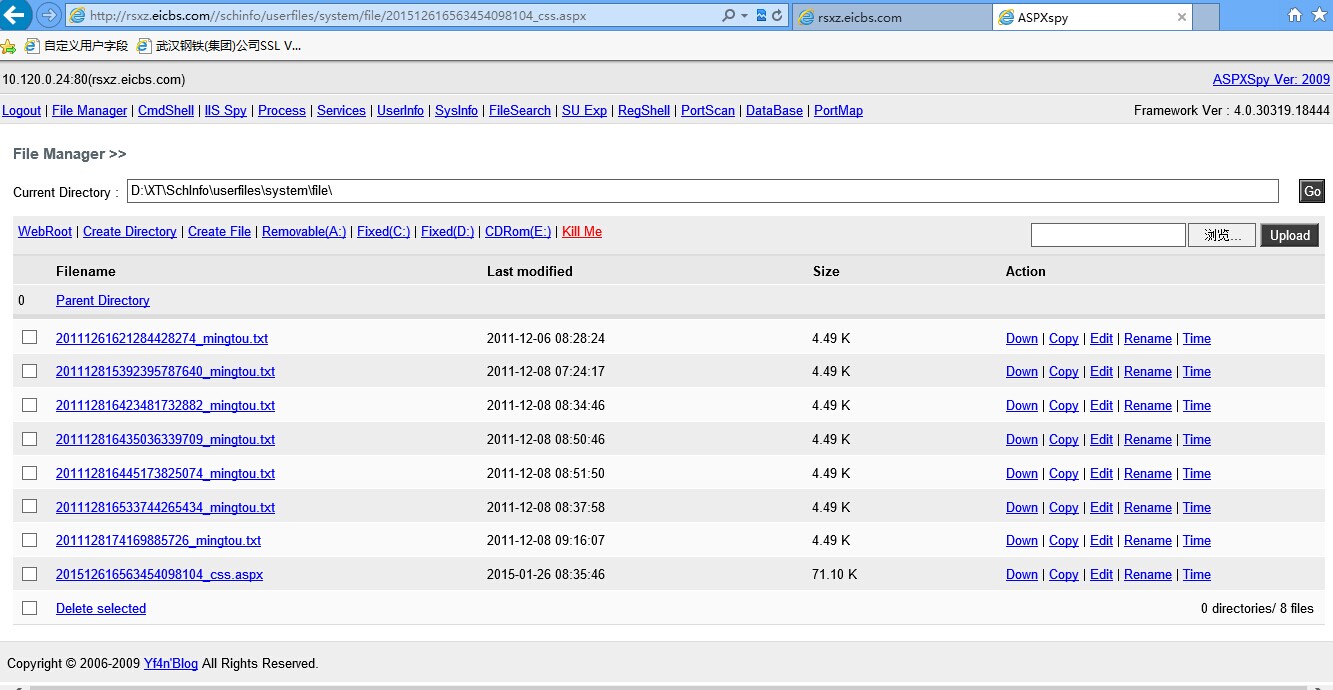 http://rsxz.eicbs.com//schinfo/userfiles/system/file/201512616563454098104_css.aspx
rsxz.eicbs.com
ASPXspy
自定义用户字段
武汉钢铁(集团)公司SSL V...
10.120.0.24:80(rsxz.eicbs.com)
ASPXSpy Ver: 2009
Logout | File Manager | CmdShell | IIS Spy | Process | Services | UserInfo | SysInfo | FileSearch | SU Exp | RegShell | PortScan | DataBase | PortMap
Framework Ver : 4.0.30319.18444
File Manager >>
Current Directory : D:\XT\SchInfo\userfiles\system\file\ Go
WebRoot | Create Directory | Create File | Removable(A:) | Fixed(C:) | Fixed(D:) | CDRom(E:) | Kill Me
浏览... Upload
Filename Last modified Size Action
0 Parent Directory
20111261621284428274_mingtou.txt 2011-12-06 08:28:24 4.49 K Down | Copy | Edit | Rename | Time
201112815392395787640_mingtou.txt 2011-12-08 07:24:17 4.49 K Down | Copy | Edit | Rename | Time
201112816423481732882_mingtou.txt 2011-12-08 08:34:46 4.49 K Down | Copy | Edit | Rename | Time
201112816435036339709_mingtou.txt 2011-12-08 08:50:46 4.49 K Down | Copy | Edit | Rename | Time
201112816445173825074_mingtou.txt 2011-12-08 08:51:50 4.49 K Down | Copy | Edit | Rename | Time
201112816533744265434_mingtou.txt 2011-12-08 08:37:58 4.49 K Down | Copy | Edit | Rename | Time
2011128174169885726_mingtou.txt 2011-12-08 09:16:07 4.49 K Down | Copy | Edit | Rename | Time
201512616563454098104_css.aspx 2015-01-26 08:35:46 71.10 K Down | Copy | Edit | Rename | Time
Delete selected 0 directories/ 8 files
Copyright © 2006-2009 Yf4n'Blog All Rights Reserved.